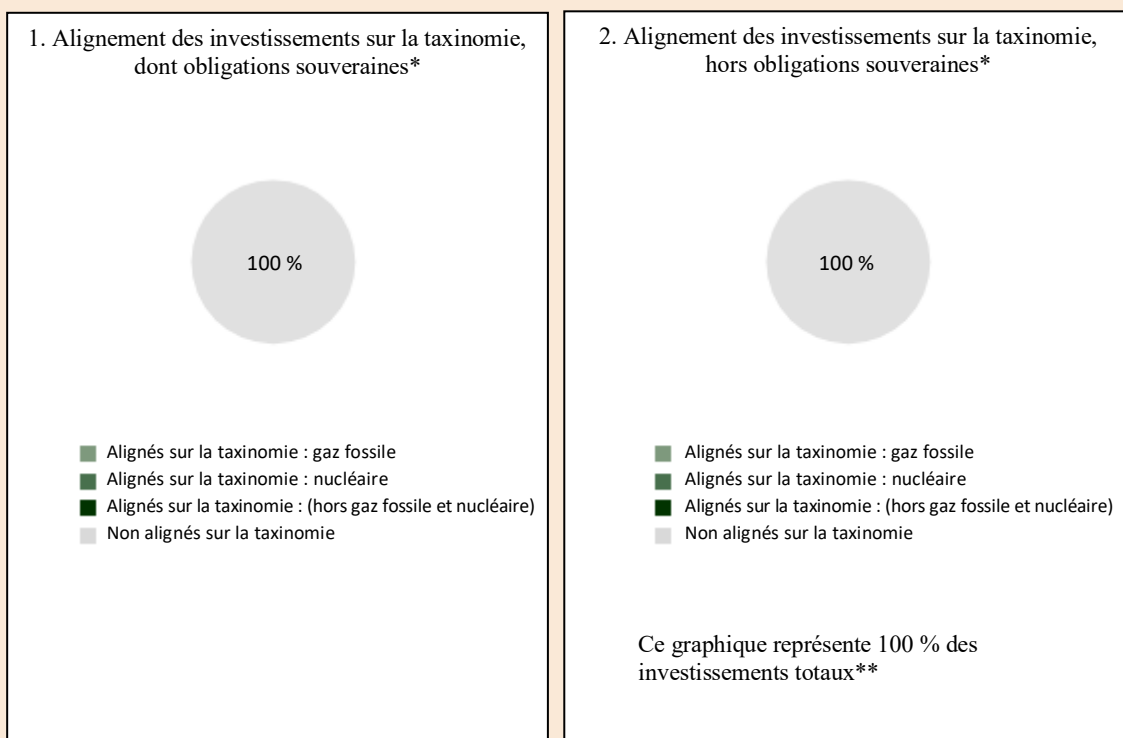 1. Alignement des investissements sur la taxinomie,
dont obligations souveraines*
100 %
Alignés sur la taxinomie : gaz fossile
Alignés sur la taxinomie : nucléaire
Alignés sur la taxinomie : (hors gaz fossile et nucléaire)
Non alignés sur la taxinomie
2. Alignement des investissements sur la taxinomie,
hors obligations souveraines*
100 %
Alignés sur la taxinomie : gaz fossile
Alignés sur la taxinomie : nucléaire
Alignés sur la taxinomie : (hors gaz fossile et nucléaire)
Non alignés sur la taxinomie
Ce graphique représente 100 % des
investissements totaux**